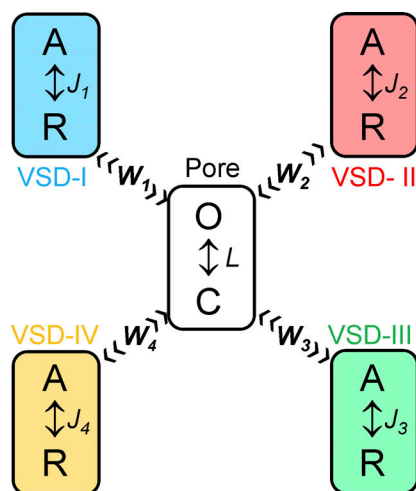 A
J1
R
VSD-I
A
J2
R
VSD- II
W1
W2
Pore
O
L
C
VSD-IV
A
J4
R
W4
W3
VSD-III
A
J3
R